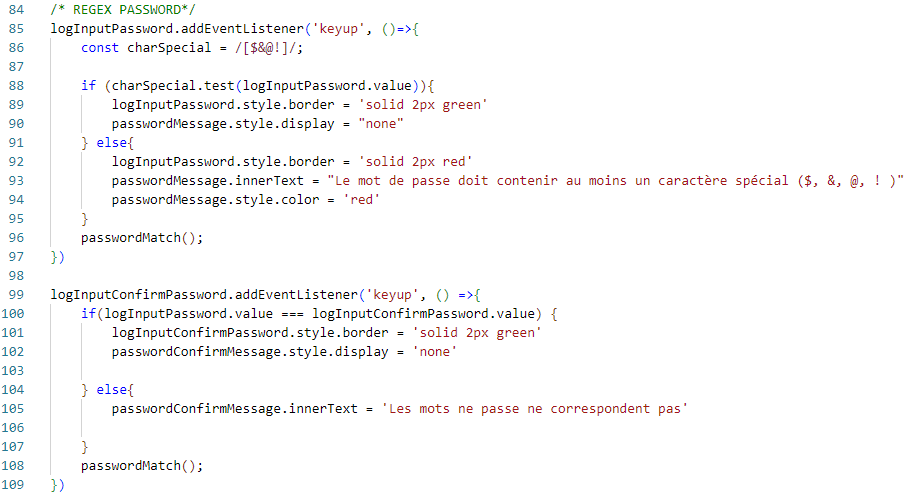 84 /* REGEX PASSWORD*/
85 logInputPassword.addEventListener('keyup', ()=>{
86     const charSpecial = /[$&@!]/;
87
88     if (charSpecial.test(logInputPassword.value)){
89         logInputPassword.style.border = 'solid 2px green'
90         passwordMessage.style.display = "none"
91     } else{
92         logInputPassword.style.border = 'solid 2px red'
93         passwordMessage.innerText = "Le mot de passe doit contenir au moins un caractère spécial ($, &, @, ! )"
94         passwordMessage.style.color = 'red'
95     }
96     passwordMatch();
97 })
98
99 logInputConfirmPassword.addEventListener('keyup', () =>{
100     if(logInputPassword.value === logInputConfirmPassword.value) {
101         logInputConfirmPassword.style.border = 'solid 2px green'
102         passwordConfirmMessage.style.display = 'none'
103
104     } else{
105         passwordConfirmMessage.innerText = 'Les mots ne passe ne correspondent pas'
106
107     }
108     passwordMatch();
109 })